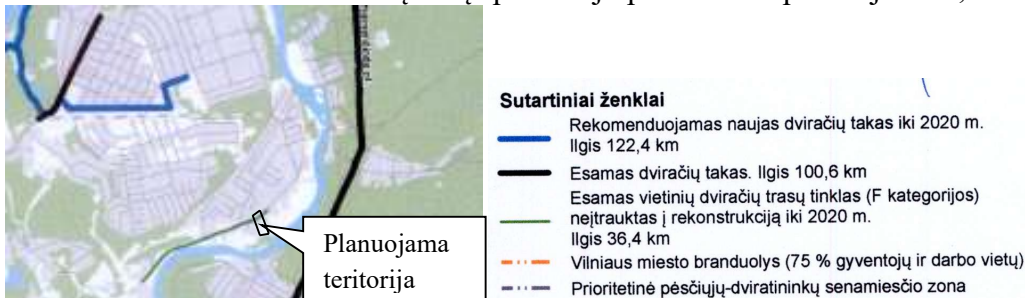 Planuojama
teritorija
Sutartiniai ženklai
Rekomenduojamas naujas dviračių takas iki 2020 m.
Ilgis 122,4 km
Esamas dviračių takas. Ilgis 100,6 km
Esamas vietinių dviračių trasų tinklas (F kategorijos)
neįtrauktas į rekonstrukciją iki 2020 m.
Ilgis 36,4 km
Vilniaus miesto branduolys (75 % gyventojų ir darbo vietų)
Prioritetinė pėsčiųjų-dviratininkų senamiesčio zona